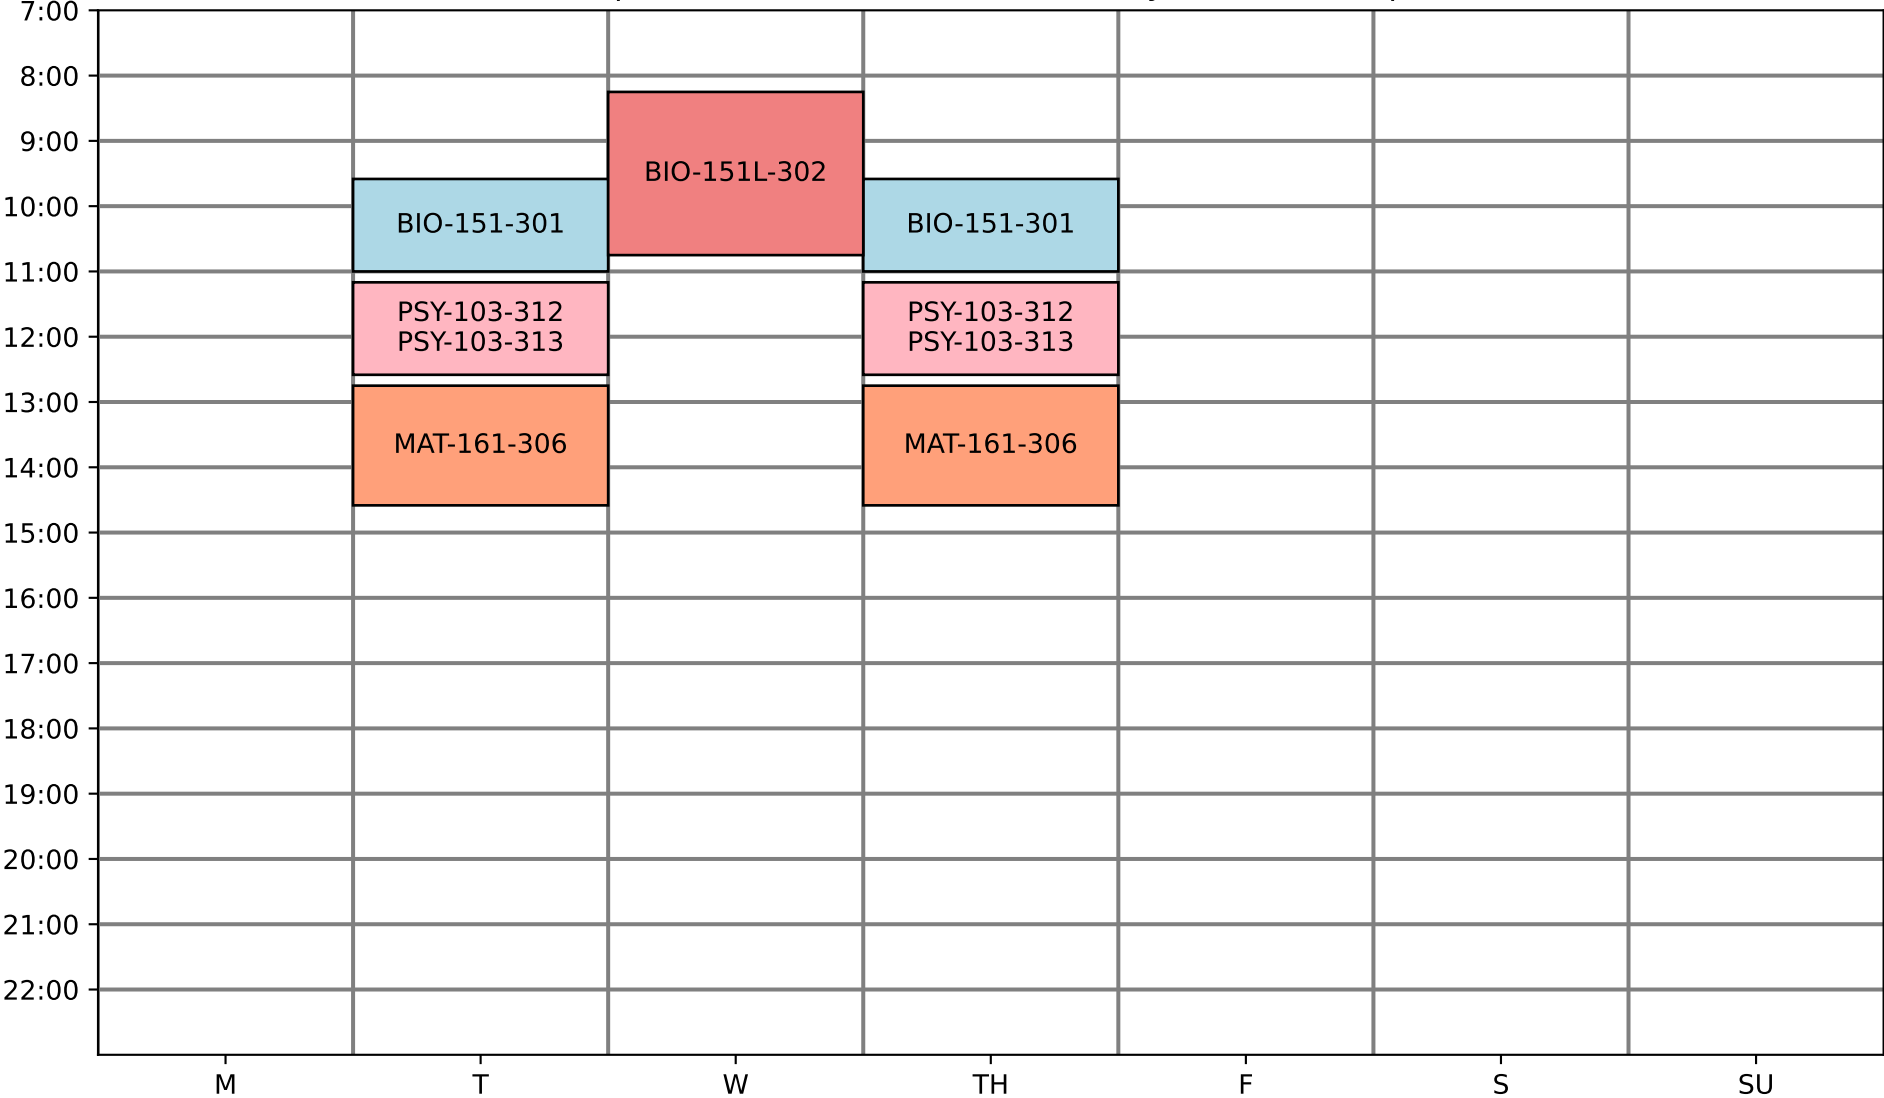 7:00
8:00
9:00
10:00
11:00
12:00
13:00
14:00
15:00
16:00
17:00
18:00
19:00
20:00
21:00
22:00
BIO-151L-302
BIO-151-301
BIO-151-301
PSY-103-312
PSY-103-313
PSY-103-312
PSY-103-313
MAT-161-306
MAT-161-306
M
T
W
TH
F
S
SU